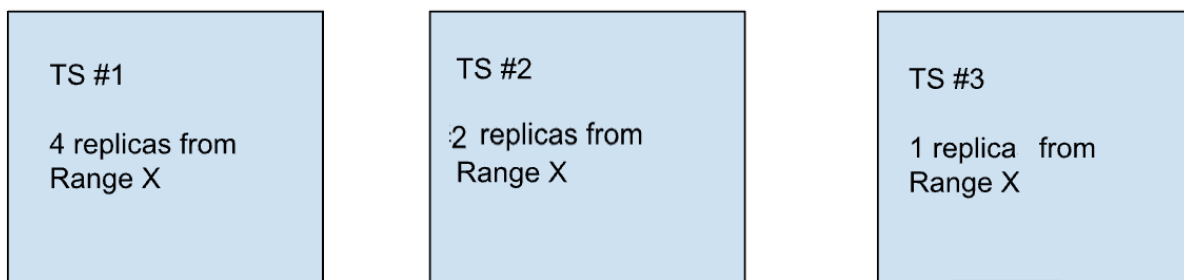 TS #1
4 replicas from
Range X
TS #2
2 replicas from
Range X
TS #3
1 replica from
Range X